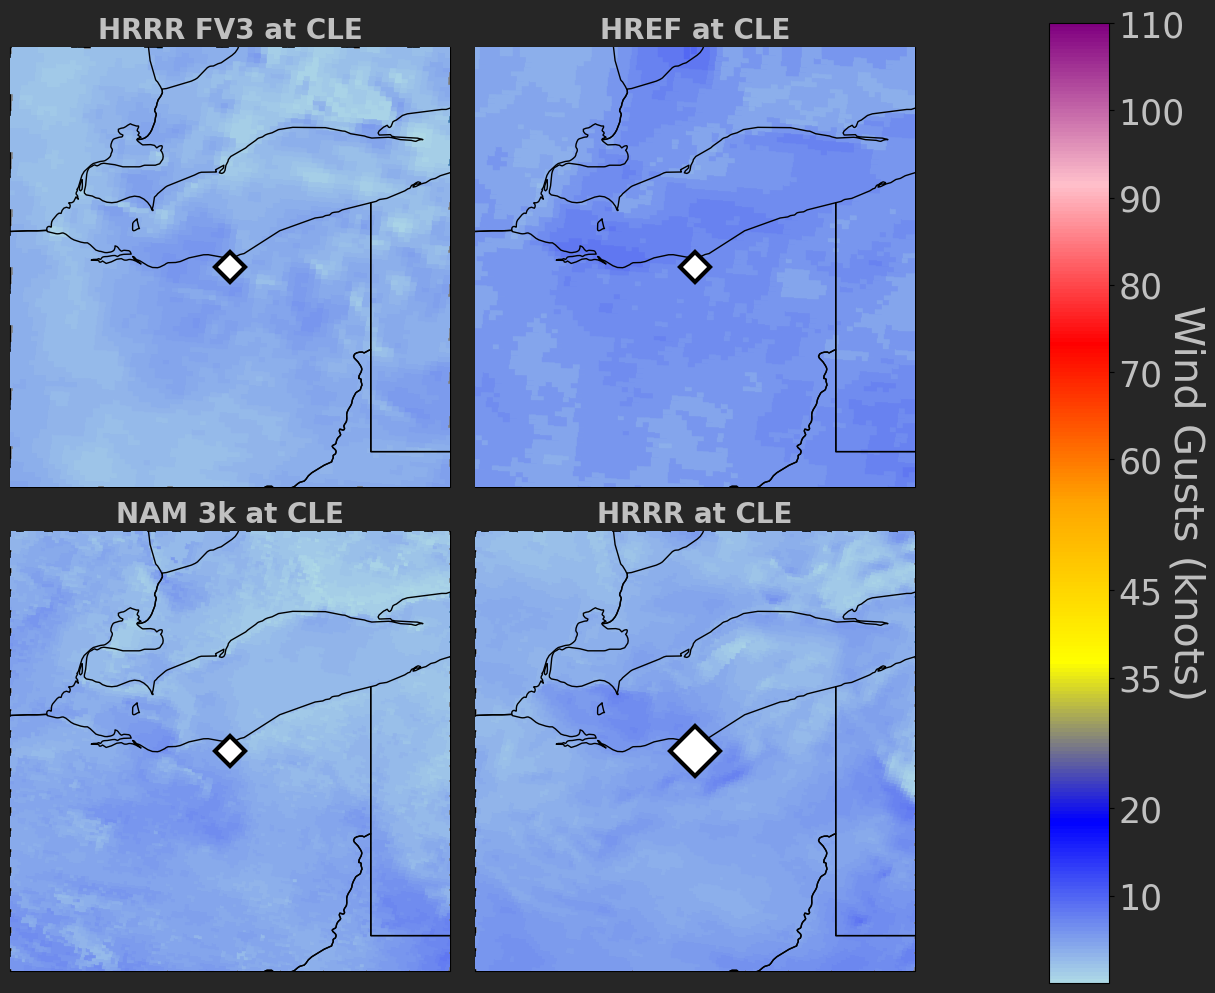 HRRR FV3 at CLE
HREF at CLE
NAM 3k at CLE
HRRR at CLE
110
100
90
80
70
60
45
35
20
10
Wind Gusts (knots)